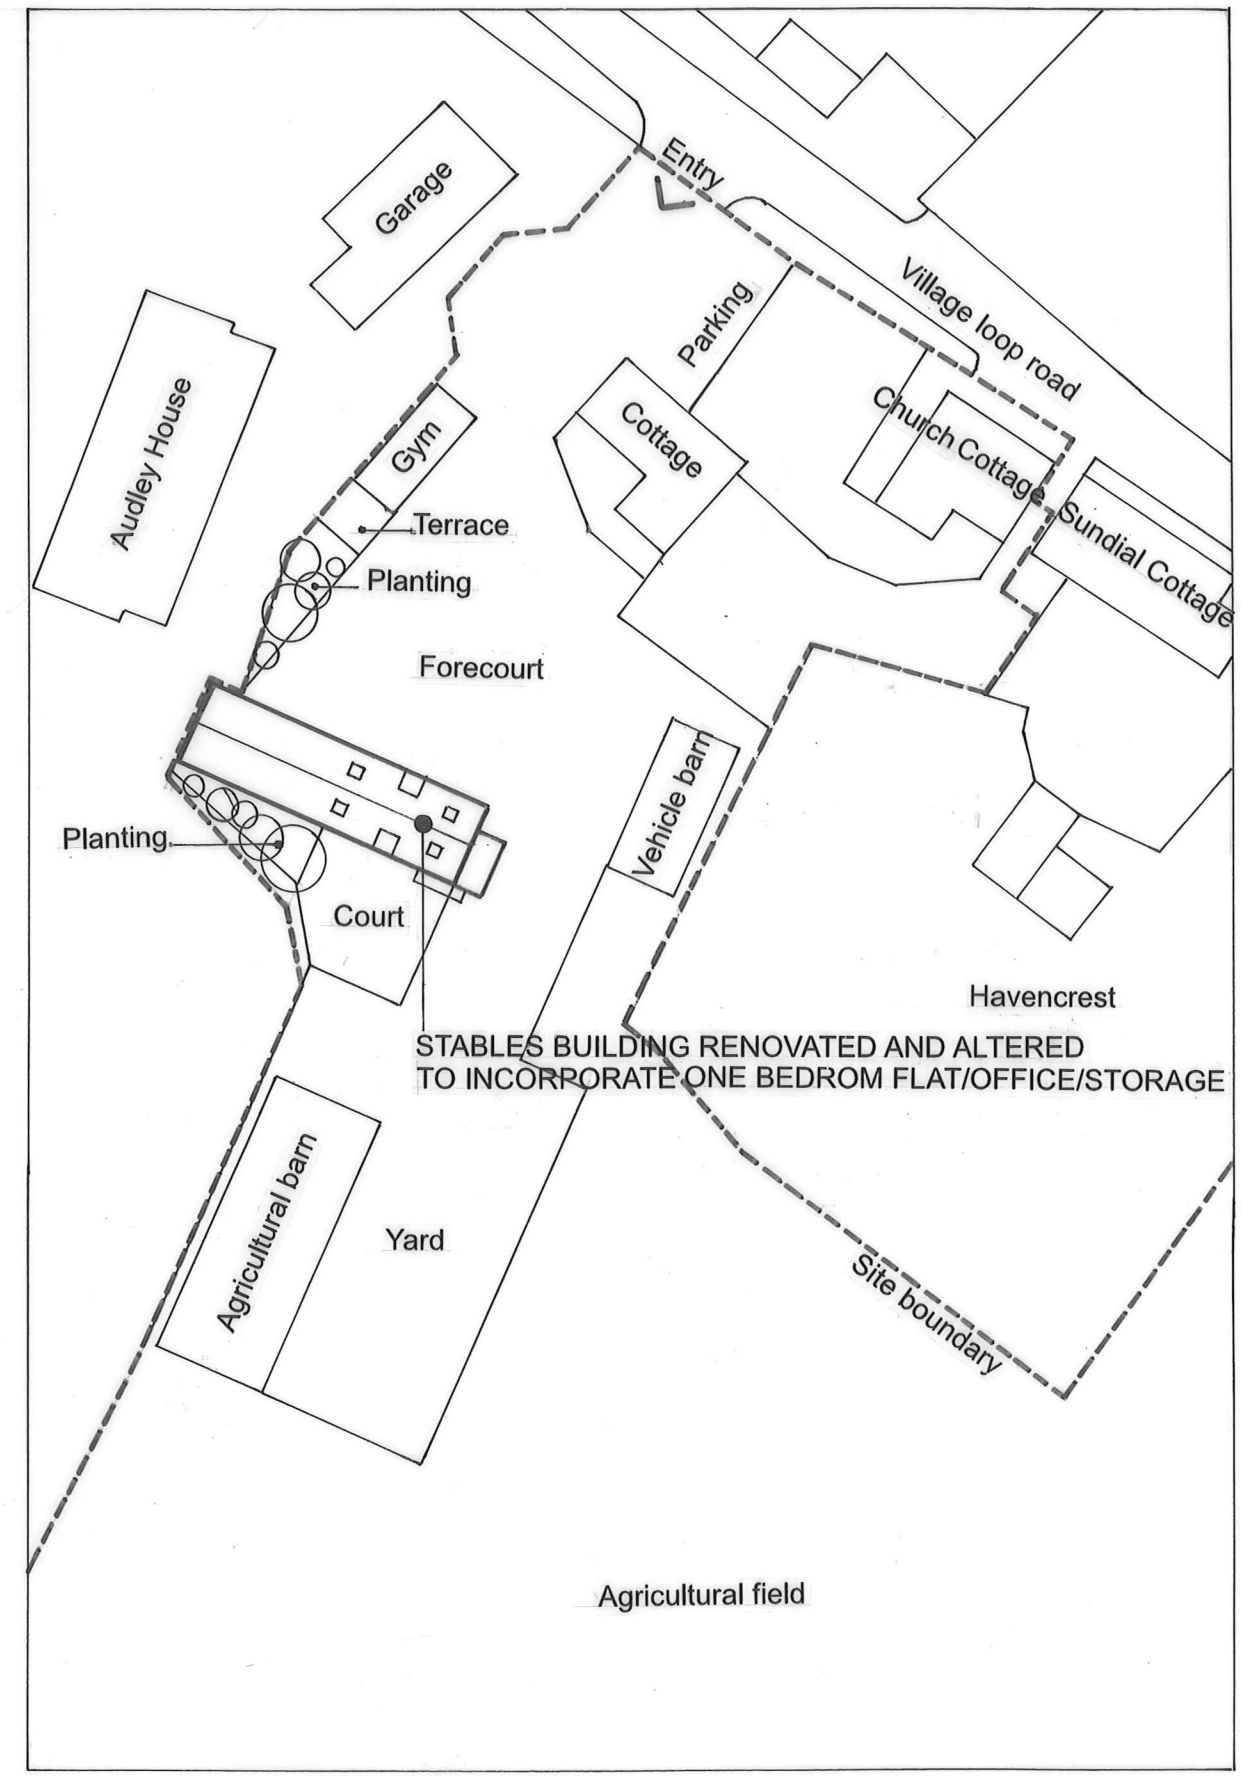 Entry
Garage
Village loop road
Parking
Audley House
Church Cottage
Cottage
Gym
Terrace
Sundial Cottage
Planting
Forecourt
Vehicle barn
Planting
Court
Havencrest
STABLES BUILDING RENOVATED AND ALTERED
TO INCORPORATE ONE BEDROM FLAT/OFFICE/STORAGE
Agricultural barn
Yard
Site boundary
Agricultural field